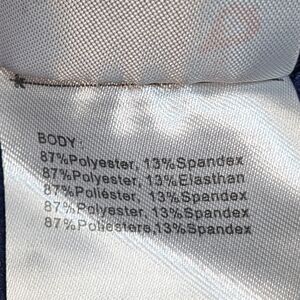 BODY:
87%Polyester, 13%Spandex
87%Polyester, 13%Elasthan
87%Poliéster, 13%Spandex
87%Polyester, 13%Spandex
87%Poliestere,13%Spandex